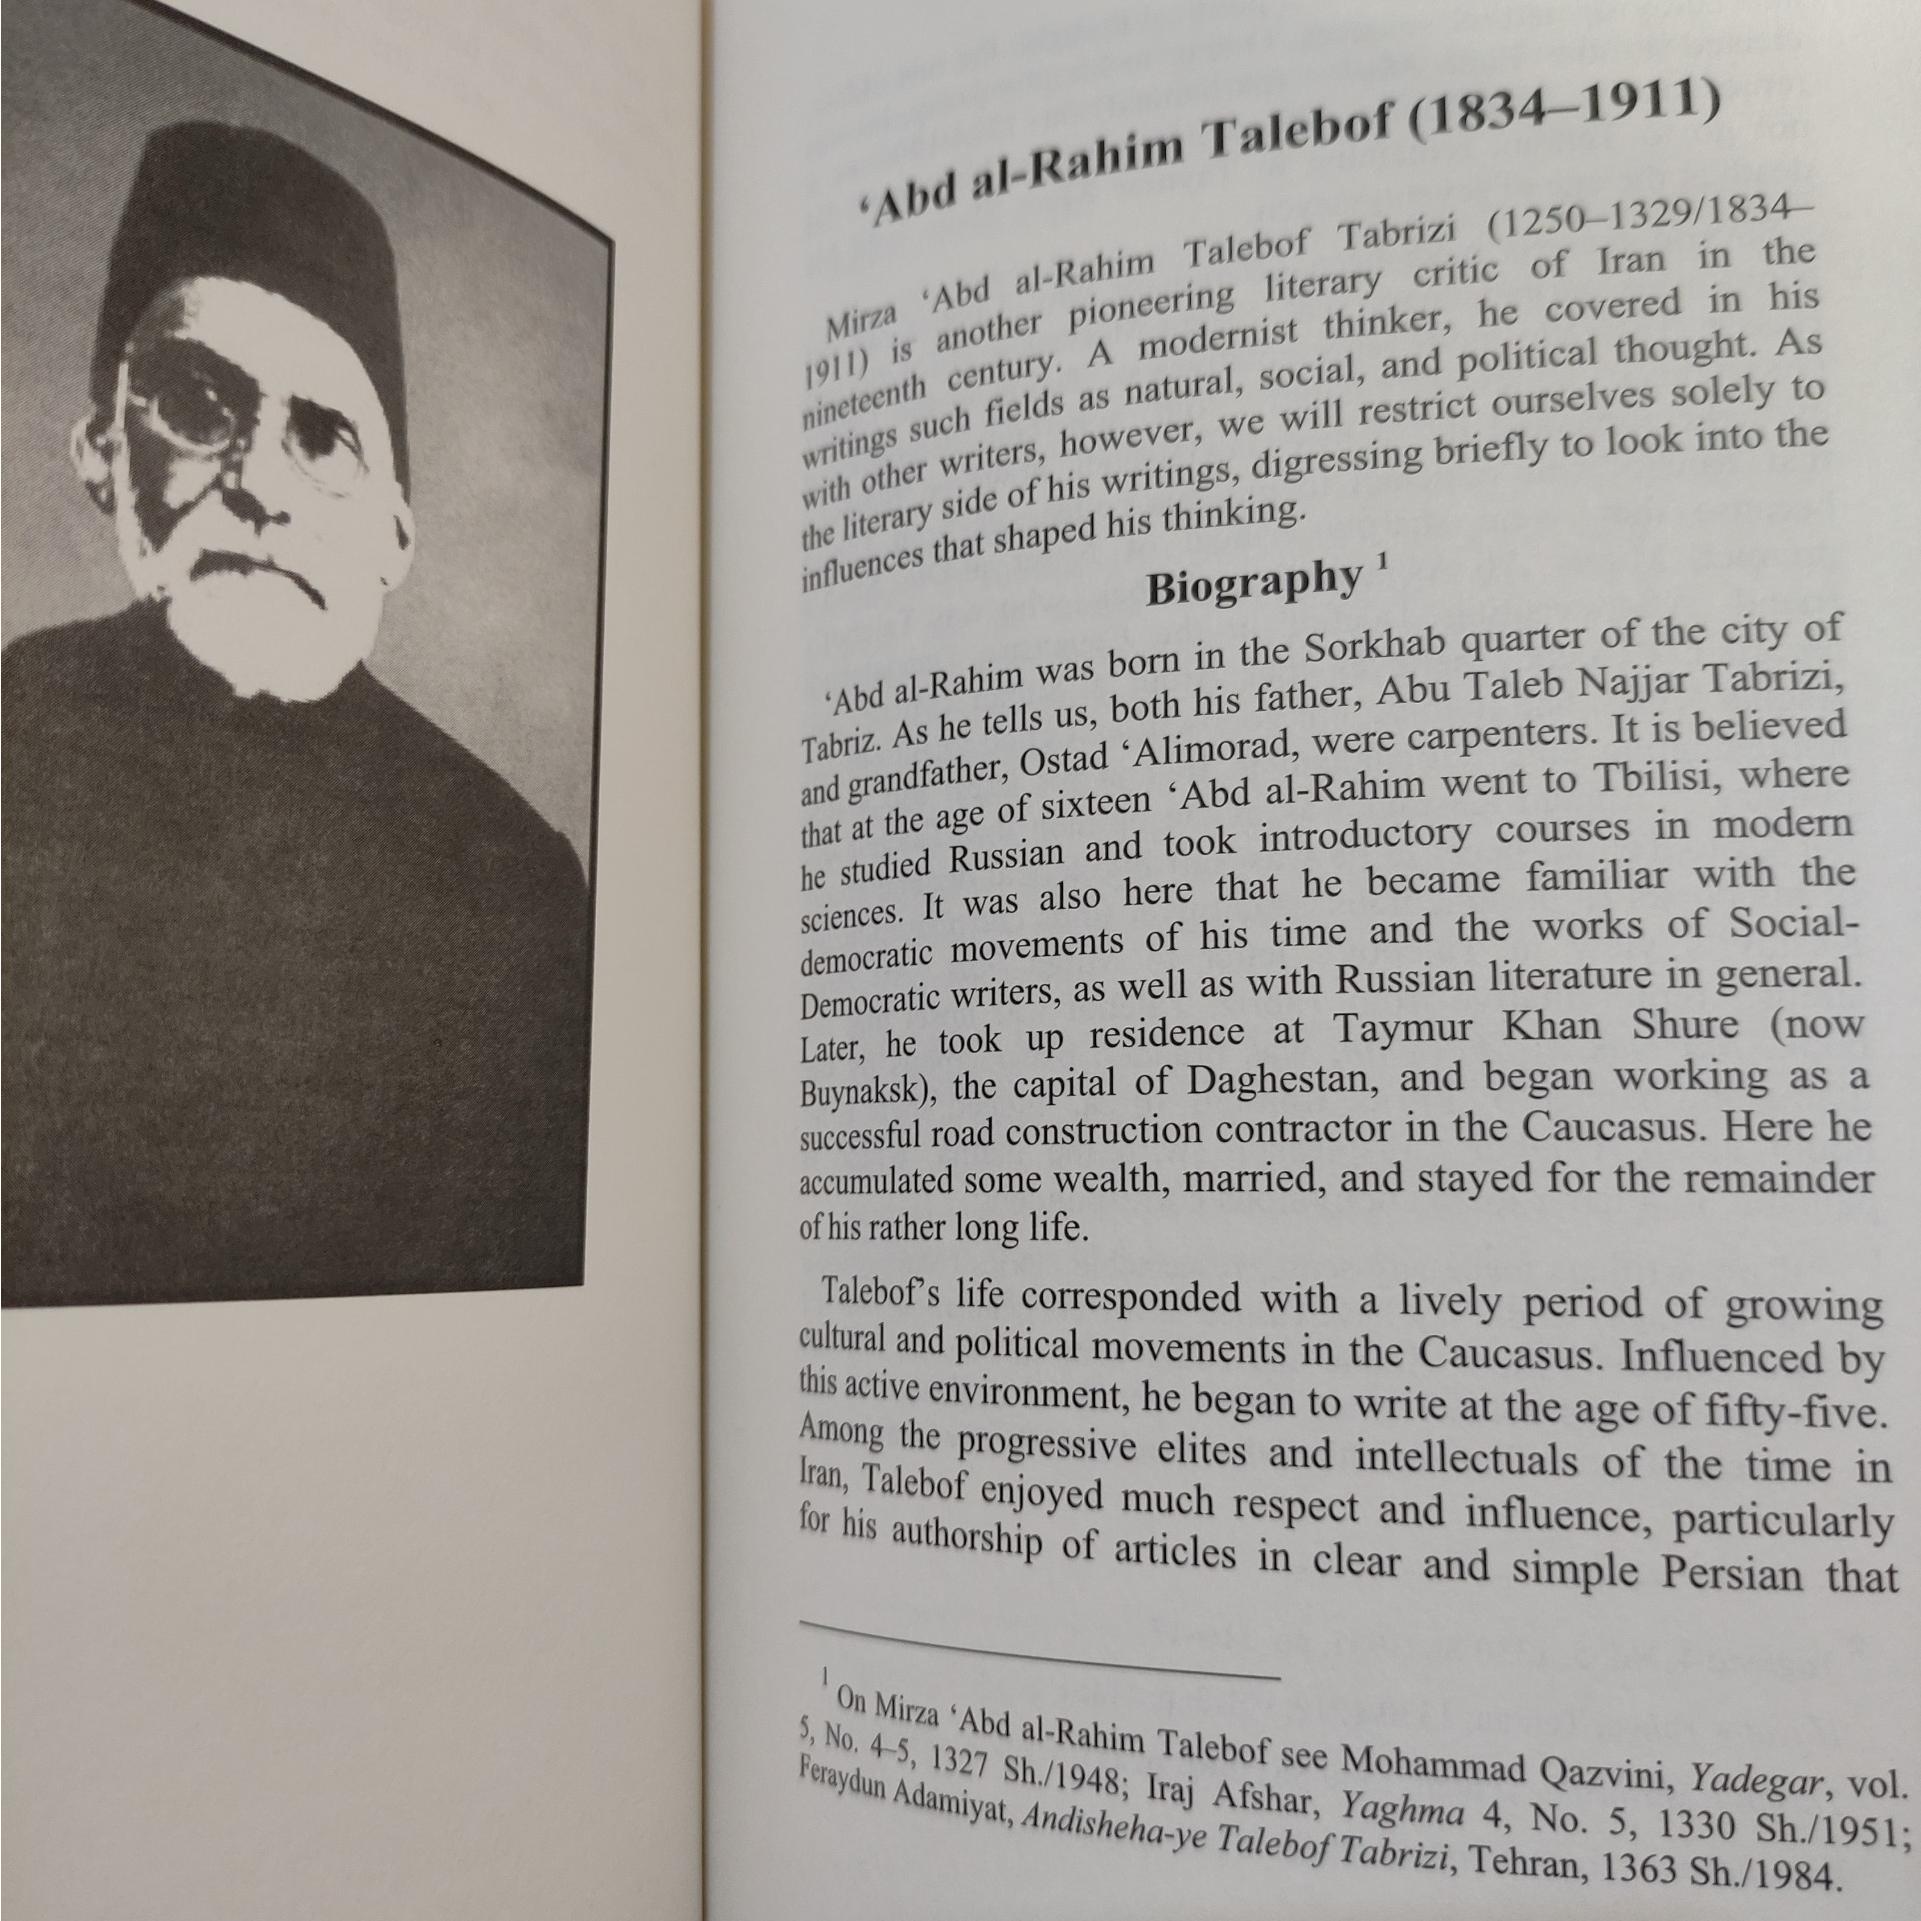 ‘Abd al-Rahim Talebof (1834–1911)
Mirza ‘Abd al-Rahim Talebof Tabrizi (1250–1329/1834–
1911) is another pioneering literary critic of Iran in the
nineteenth century. A modernist thinker, he covered in his
writings such fields as natural, social, and political thought. As
with other writers, however, we will restrict ourselves solely to
the literary side of his writings, digressing briefly to look into the
influences that shaped his thinking.
Biography 1
‘Abd al-Rahim was born in the Sorkhab quarter of the city of
Tabriz. As he tells us, both his father, Abu Taleb Najjar Tabrizi,
and grandfather, Ostad ‘Alimorad, were carpenters. It is believed
that at the age of sixteen ‘Abd al-Rahim went to Tbilisi, where
he studied Russian and took introductory courses in modern
sciences. It was also here that he became familiar with the
democratic movements of his time and the works of Social-
Democratic writers, as well as with Russian literature in general.
Later, he took up residence at Taymur Khan Shure (now
Buynaksk), the capital of Daghestan, and began working as a
successful road construction contractor in the Caucasus. Here he
accumulated some wealth, married, and stayed for the remainder
of his rather long life.
Talebof’s life corresponded with a lively period of growing
cultural and political movements in the Caucasus. Influenced by
this active environment, he began to write at the age of fifty-five.
Among the progressive elites and intellectuals of the time in
Iran, Talebof enjoyed much respect and influence, particularly
for his authorship of articles in clear and simple Persian that
1 On Mirza ‘Abd al-Rahim Talebof see Mohammad Qazvini, Yadegar, vol.
5, No. 4–5, 1327 Sh./1948; Iraj Afshar, Yaghma 4, No. 5, 1330 Sh./1951;
Feraydun Adamiyat, Andisheha-ye Talebof Tabrizi, Tehran, 1363 Sh./1984.